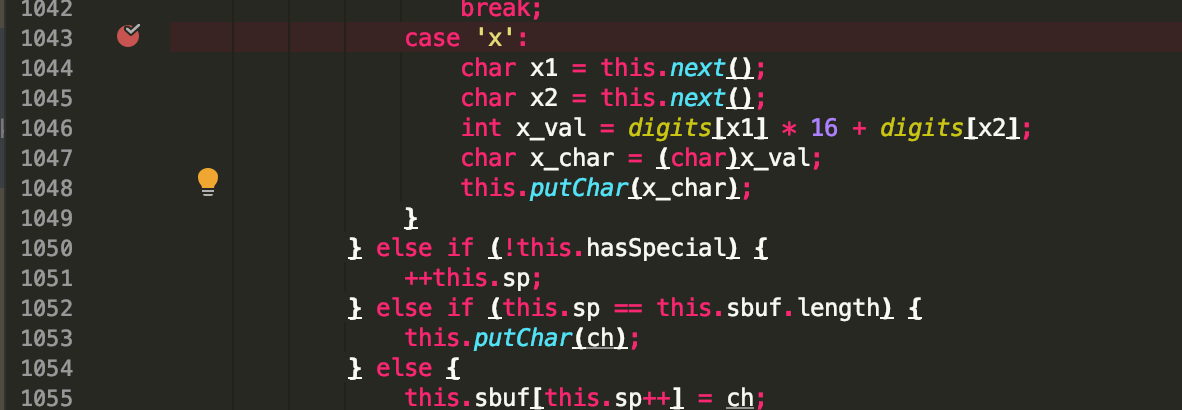 1042 break;
1043 case 'x':
1044 char x1 = this.next();
1045 char x2 = this.next();
1046 int x_val = digits[x1] * 16 + digits[x2];
1047 char x_char = (char)x_val;
1048 this.putChar(x_char);
1049 }
1050 } else if (!this.hasSpecial) {
1051 ++this.sp;
1052 } else if (this.sp == this.sbuf.length) {
1053 this.putChar(ch);
1054 } else {
1055 this.sbuf[this.sp++] = ch;